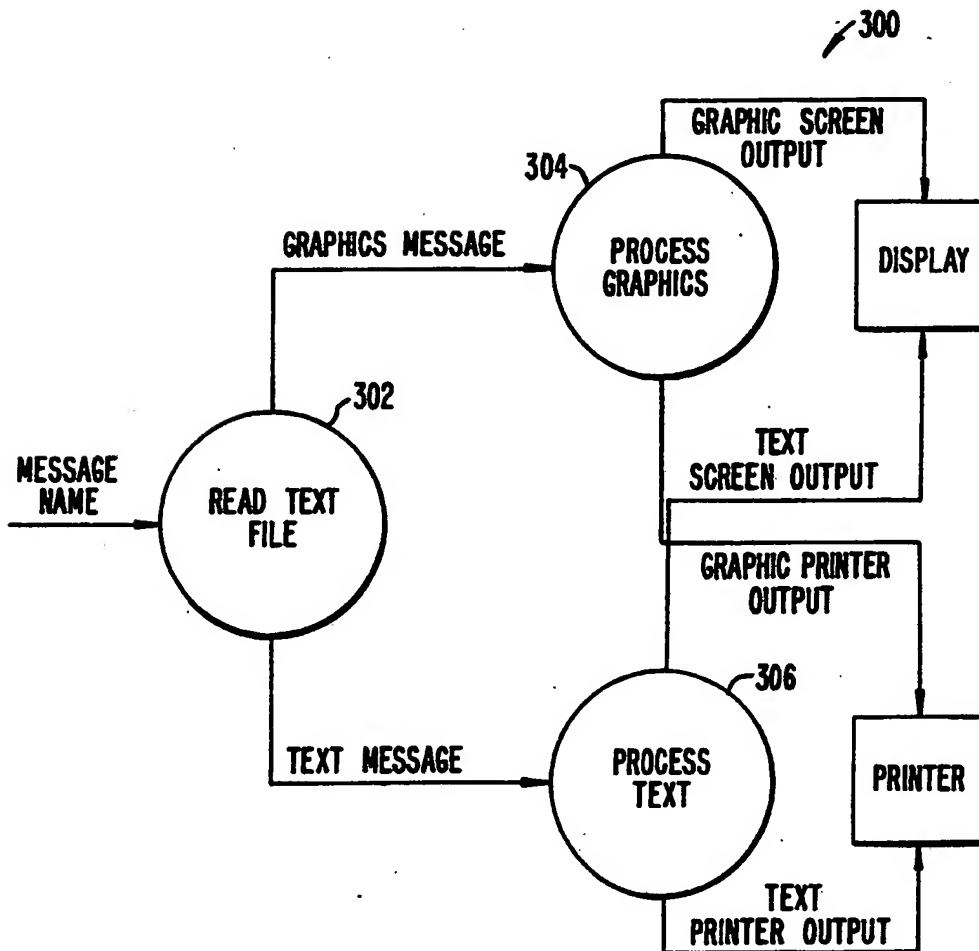 300
GRAPHIC SCREEN
OUTPUT
304
GRAPHICS MESSAGE
PROCESS
GRAPHICS
DISPLAY
302
MESSAGE
NAME
READ TEXT
FILE
TEXT
SCREEN OUTPUT
GRAPHIC PRINTER
OUTPUT
306
TEXT MESSAGE
PROCESS
TEXT
PRINTER
TEXT
PRINTER OUTPUT